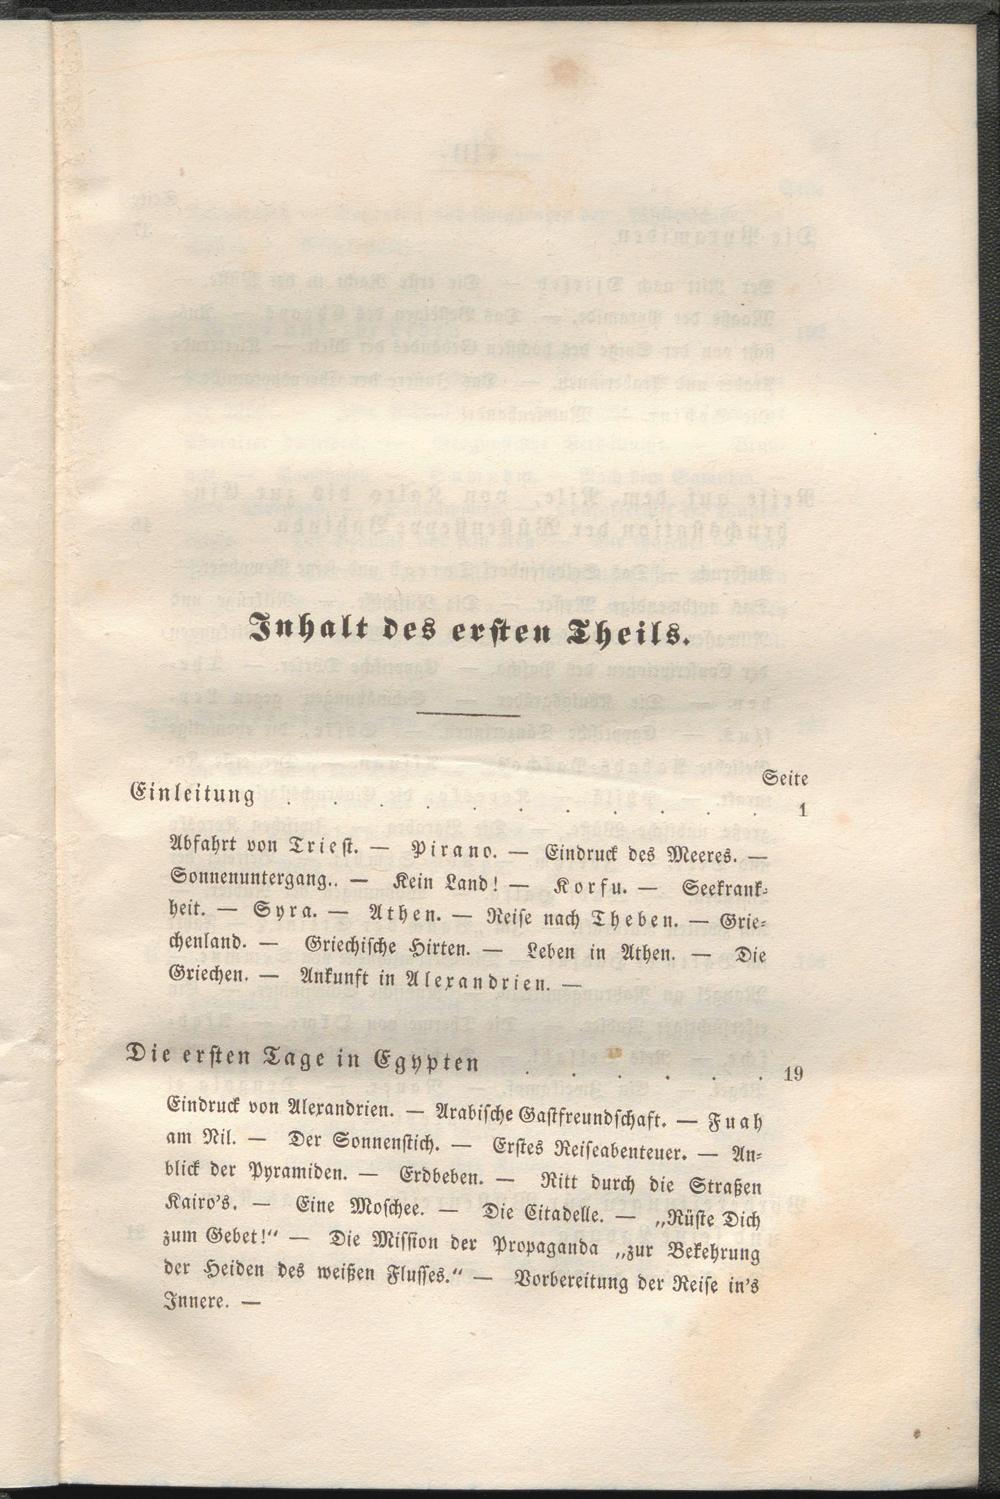 Inhalt des ersten Theils.
Seite
Einleitung . . . . . . . . . . . 1
Abfahrt von Triest. — Pirano. — Eindruck des Meeres. —
Sonnenuntergang.. — Kein Land! — Korfu. — Seekrank-
heit. — Syra. — Athen. — Reise nach Theben. — Grie-
chenland. — Griechische Hirten. — Leben in Athen. — Die
Griechen. — Ankunft in Alexandrien. —
Die ersten Tage in Egypten . . . . . . 19
Eindruck von Alexandrien. — Arabische Gastfreundschaft. — Fuah
am Nil. — Der Sonnenstich. — Erstes Reiseabenteuer. — An-
blick der Pyramiden. — Erdbeben. — Ritt durch die Straßen
Kairo's. — Eine Moschee. — Die Citadelle. — „Rüste Dich
zum Gebet!“ — Die Mission der Propaganda „zur Bekehrung
der Heiden des weißen Flusses.“ — Vorbereitung der Reise in's
Innere. —